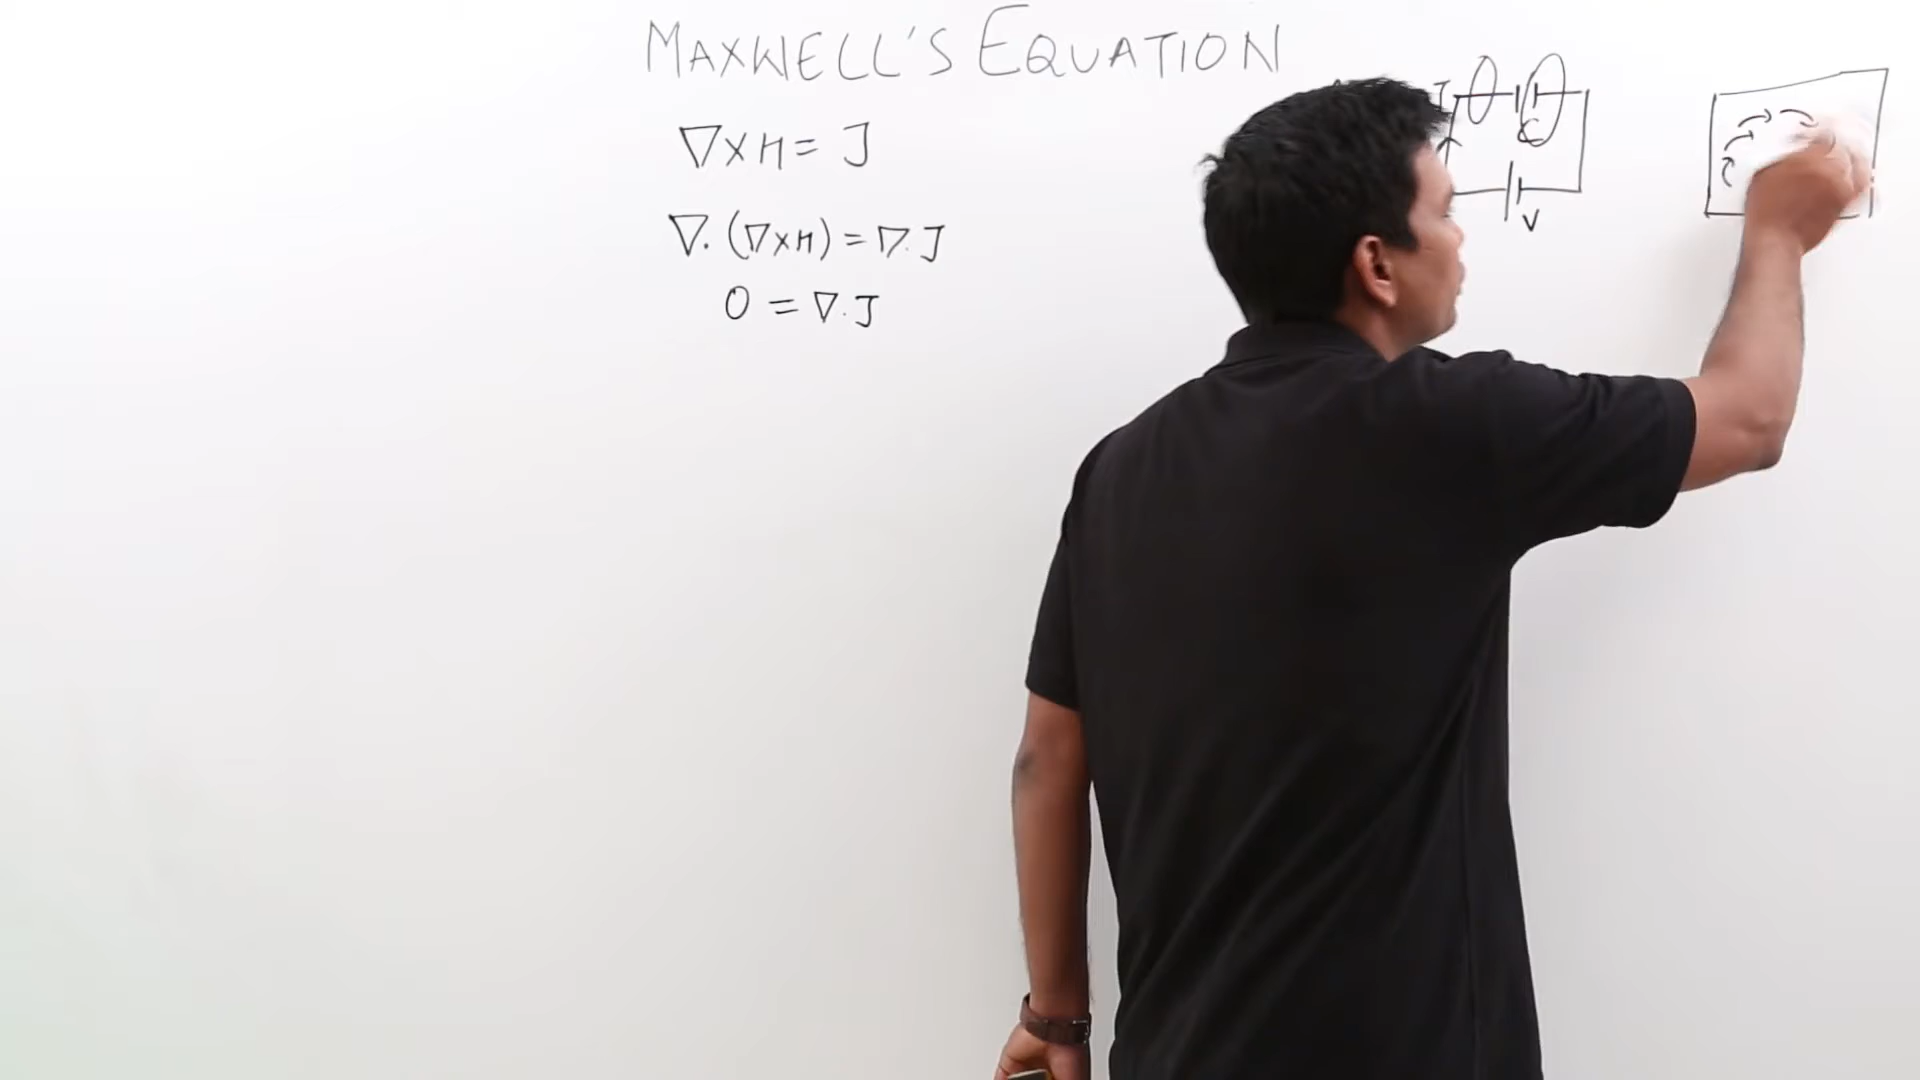 MAXWELL'S EQUATION
∇×H = J
∇.(∇×H) = ∇.J
0 = ∇.J
C
V